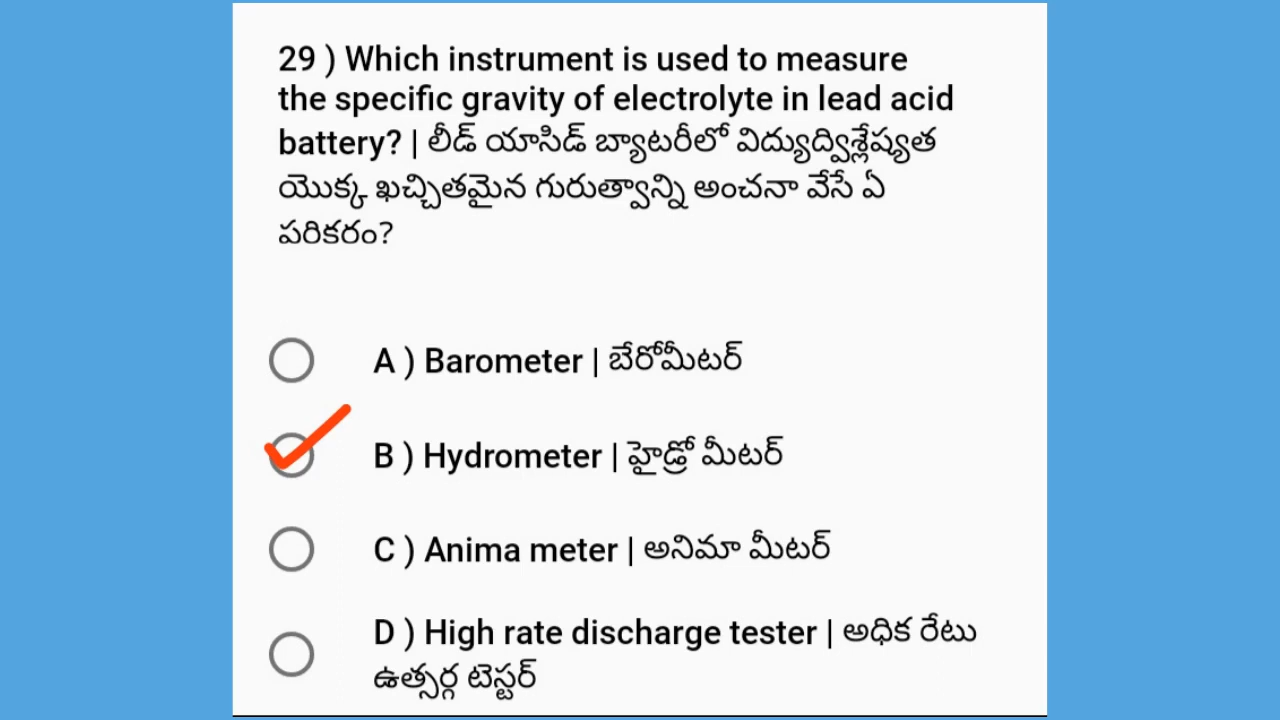 29 ) Which instrument is used to measure
the specific gravity of electrolyte in lead acid
battery? | లీడ్ యాసిడ్ బ్యాటరీలో విద్యుద్విశ్లేష్యత
యొక్క ఖచ్చితమైన గురుత్వాన్ని అంచనా వేసే ఏ
పరికరం?
A ) Barometer | బేరోమీటర్
B ) Hydrometer | హైడ్రో మీటర్
C ) Anima meter | అనిమా మీటర్
D ) High rate discharge tester | అధిక రేటు
ఉత్సర్గ టెస్టర్